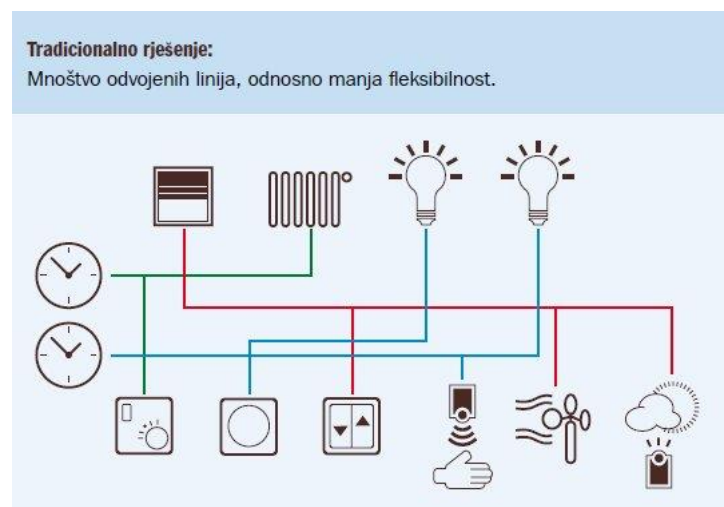 Tradicionalno rješenje:
Mnoštvo odvojenih linija, odnosno manja fleksibilnost.